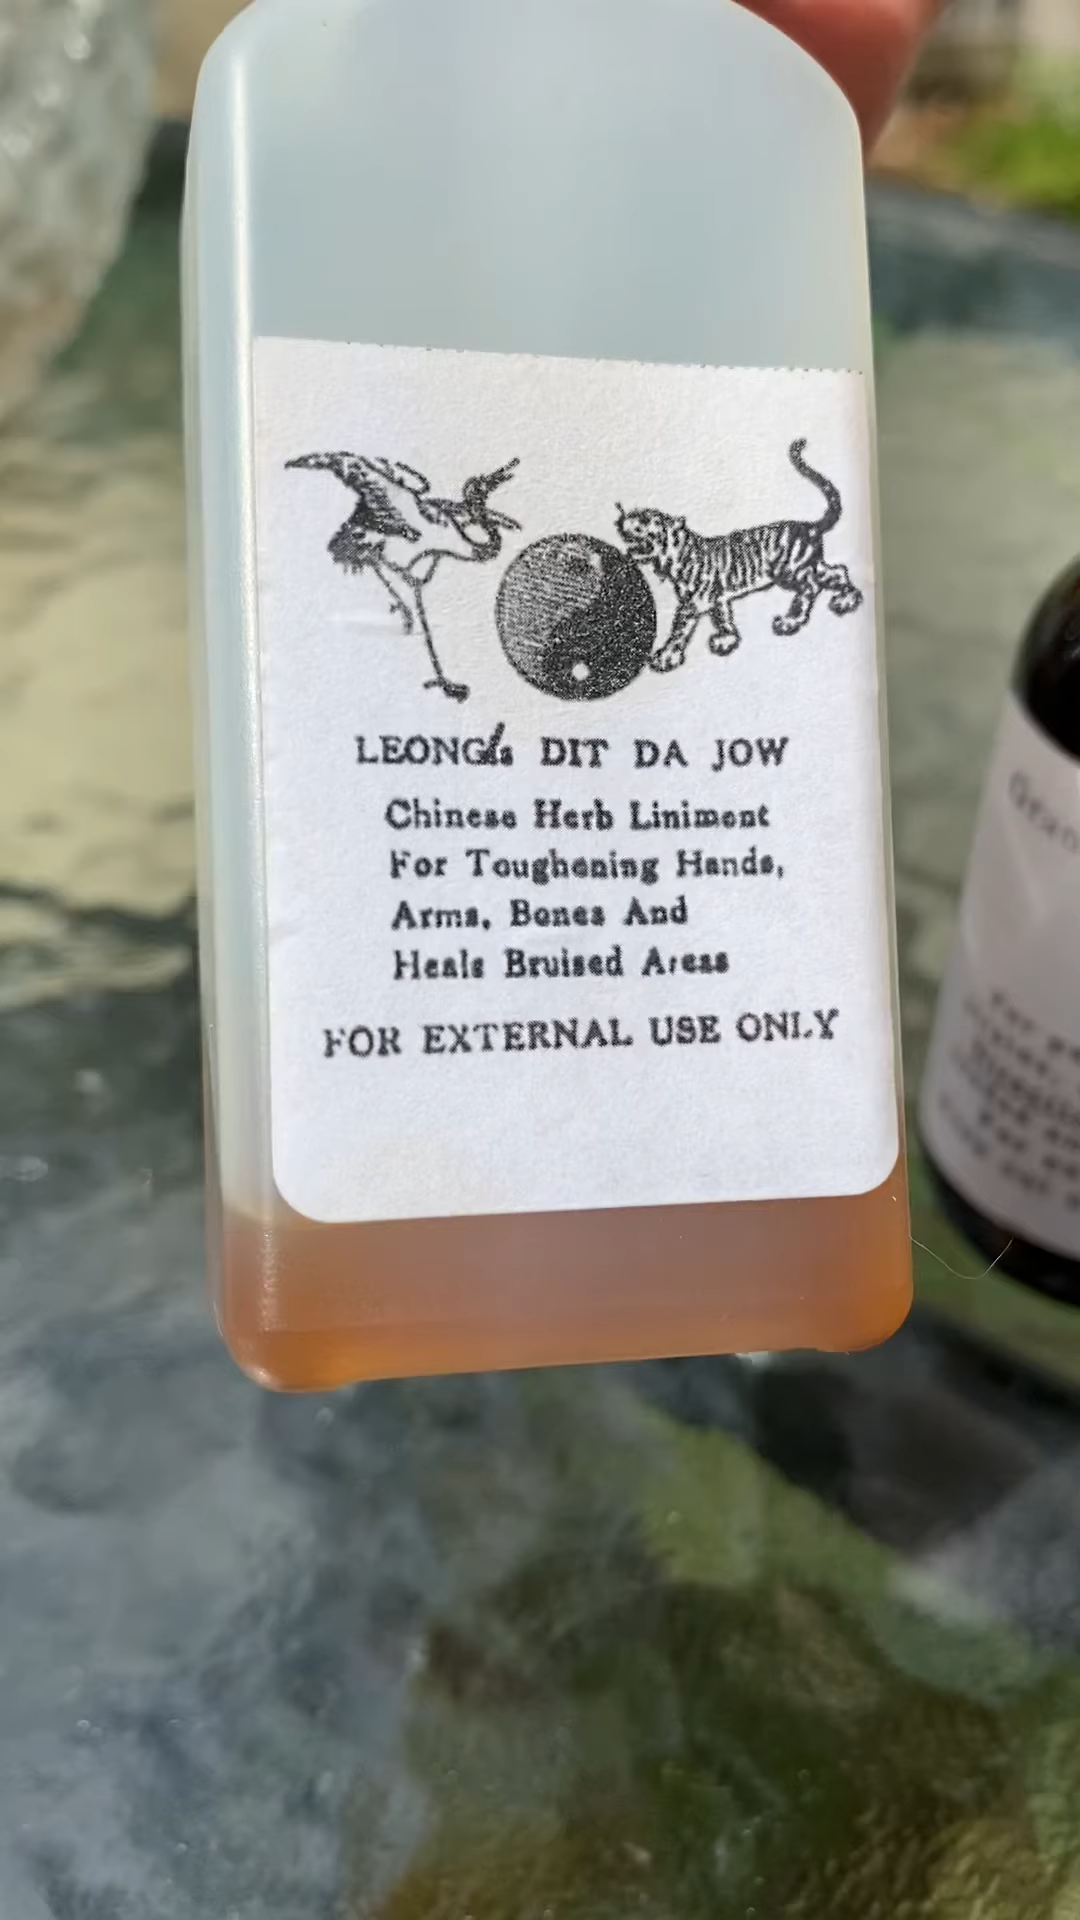 LEONG's DIT DA JOW
Chinese Herb Liniment
For Toughening Hands,
Arms, Bones And
Heals Bruised Areas
FOR EXTERNAL USE ONLY